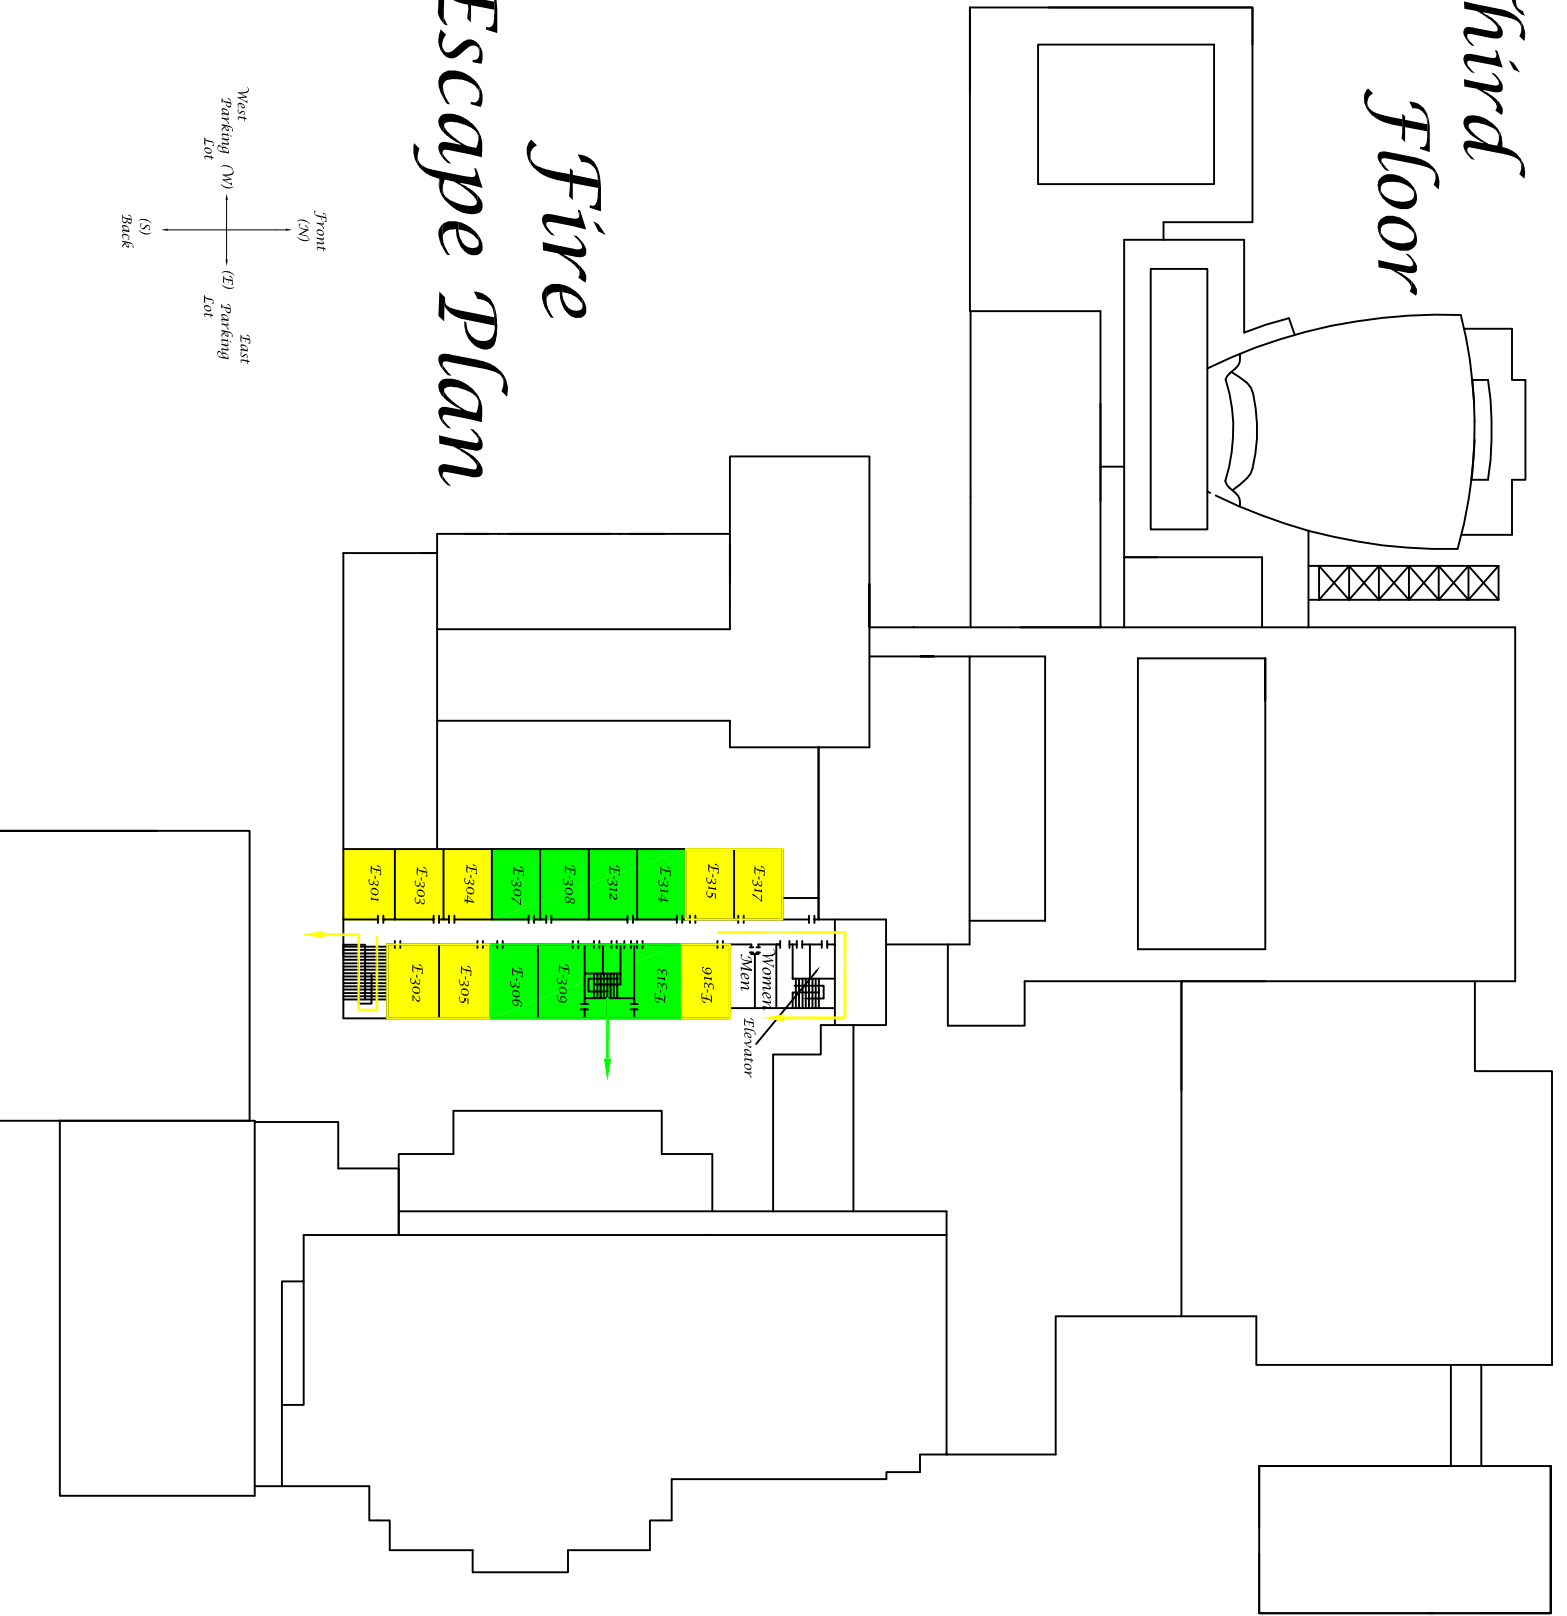 hird
Floor
Fire
Escape Plan
Front
(N)
West
Parking
Lot
(W)
(E)
East
Parking
Lot
(S)
Back
E-317
E-315
E-314
E-312
E-308
E-307
E-304
E-303
E-301
Women
Men
E-316
E-313
E-309
E-306
E-305
E-302
Elevator